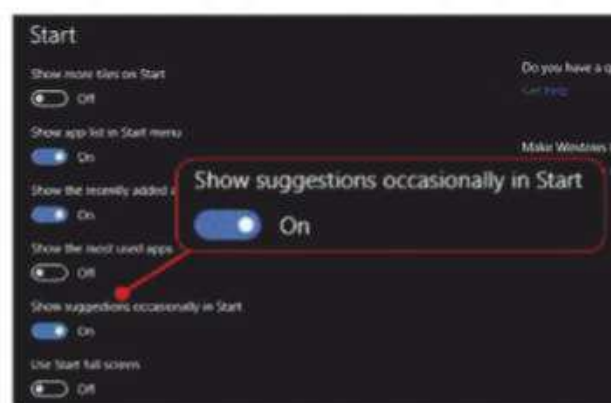 Start
Show more tiles on Start
Off
Do you have a q
Get help
Show app list in Start menu
On
Make Windows
Show the recently added a
On
Show suggestions occasionally in Start
On
Show the most used apps
Off
Show suggestions occasionally in Start
On
Use Start full screen
Off